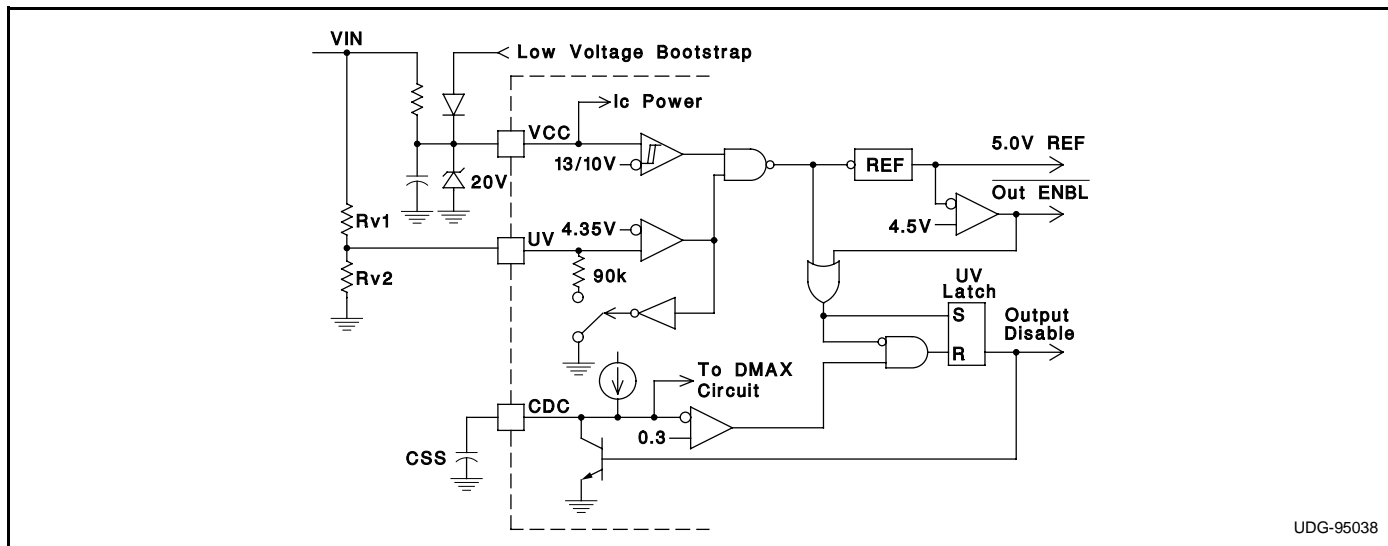 VIN
Low Voltage Bootstrap
Ic Power
VCC
13/10V
20V
REF
5.0V REF
Out ENBL
4.5V
Rv1
UV
4.35V
90k
Rv2
UV
Latch
S
R
Output
Disable
To DMAX
Circuit
CDC
0.3
CSS
UDG-95038